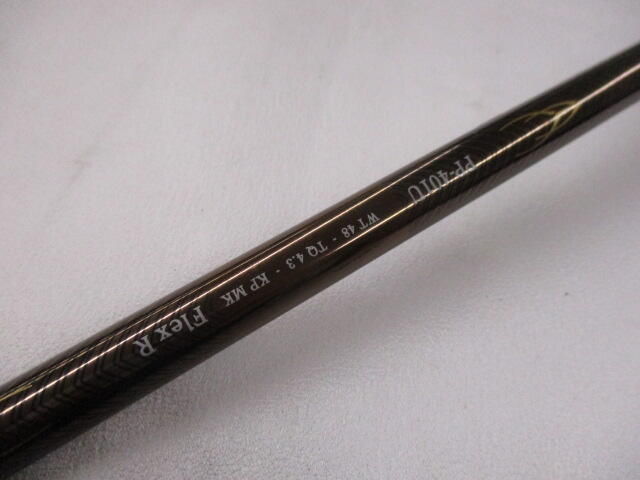 PP-401U
WT 48 - TQ 4.3 - KP MK
Flex R